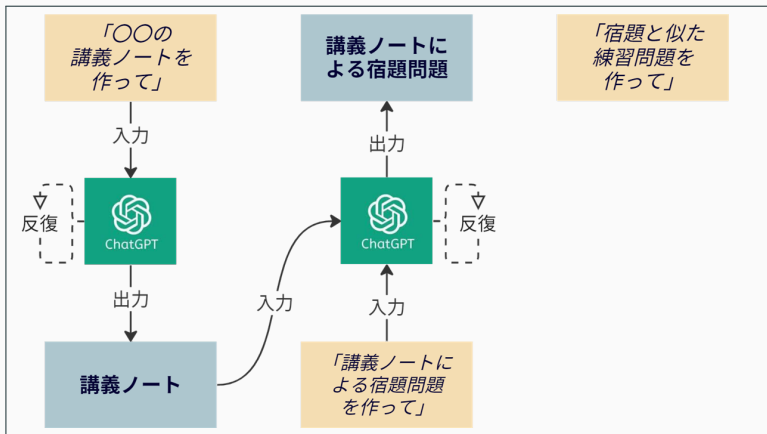 「〇〇の
講義ノートを
作って」
入力
反復
ChatGPT
出力
講義ノート
入力
講義ノートに
よる宿題問題
出力
ChatGPT
反復
入力
「講義ノートに
よる宿題問題
を作って」
「宿題と似た
練習問題を
作って」